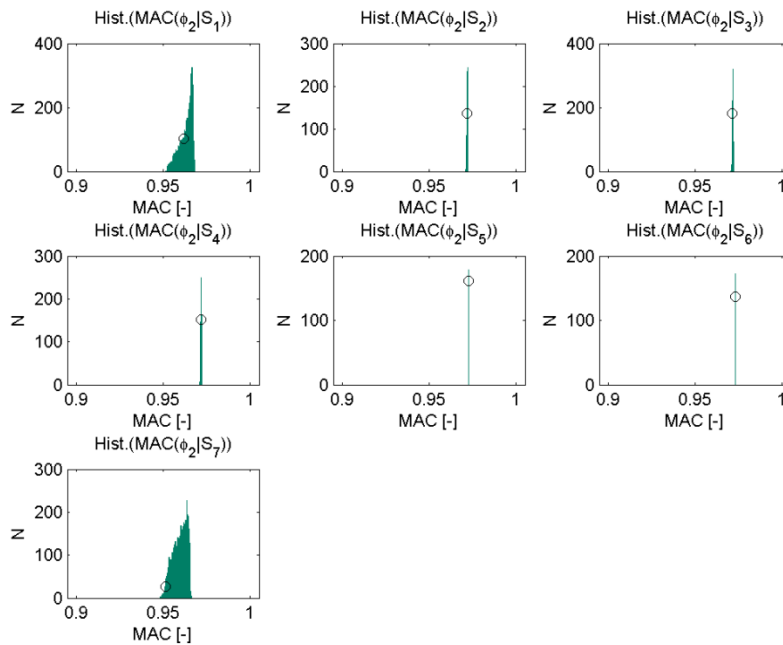 Hist.(MAC(ϕ₂|S₁))
400
200
0
N
0.9 0.95 1
MAC [-]
Hist.(MAC(ϕ₂|S₂))
300
200
100
0
N
0.9 0.95 1
MAC [-]
Hist.(MAC(ϕ₂|S₃))
400
200
0
N
0.9 0.95 1
MAC [-]
Hist.(MAC(ϕ₂|S₄))
300
200
100
0
N
0.9 0.95 1
MAC [-]
Hist.(MAC(ϕ₂|S₅))
200
100
0
N
0.9 0.95 1
MAC [-]
Hist.(MAC(ϕ₂|S₆))
200
100
0
N
0.9 0.95 1
MAC [-]
Hist.(MAC(ϕ₂|S₇))
300
200
100
0
N
0.9 0.95 1
MAC [-]